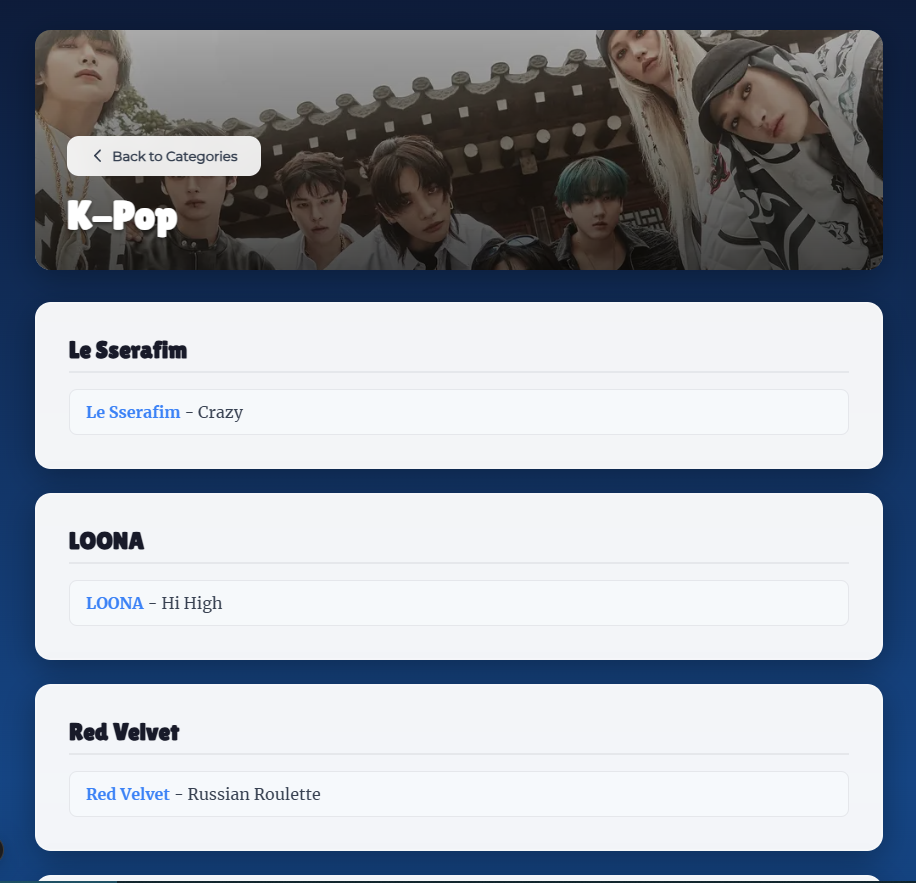 Back to Categories
K-Pop
Le Sserafim
Le Sserafim - Crazy
LOONA
LOONA - Hi High
Red Velvet
Red Velvet - Russian Roulette